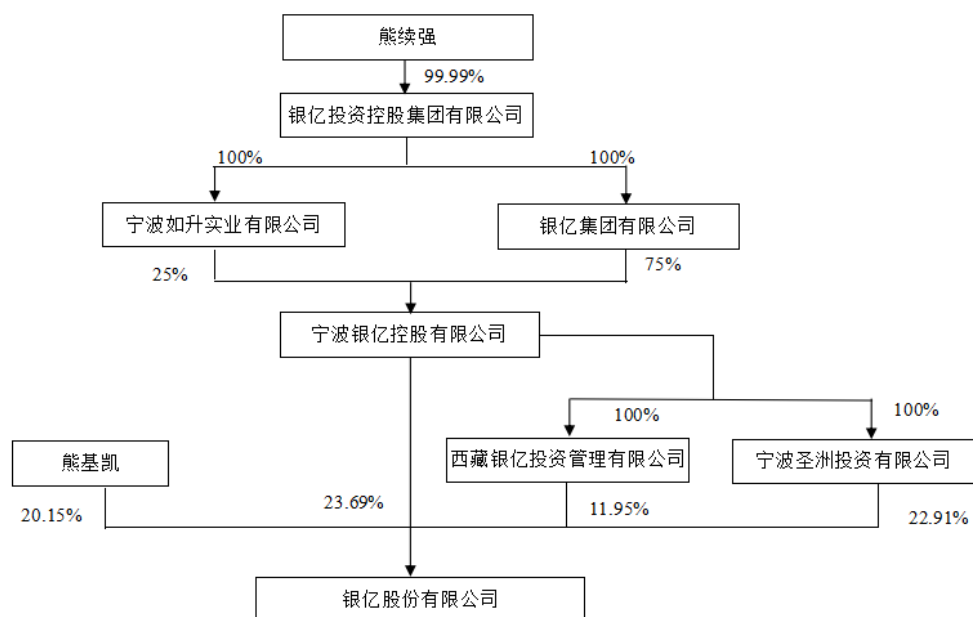 熊续强
99.99%
银亿投资控股集团有限公司
100%
100%
宁波如升实业有限公司
银亿集团有限公司
25%
75%
宁波银亿控股有限公司
100%
100%
熊基凯
西藏银亿投资管理有限公司
宁波圣洲投资有限公司
20.15%
23.69%
11.95%
22.91%
银亿股份有限公司